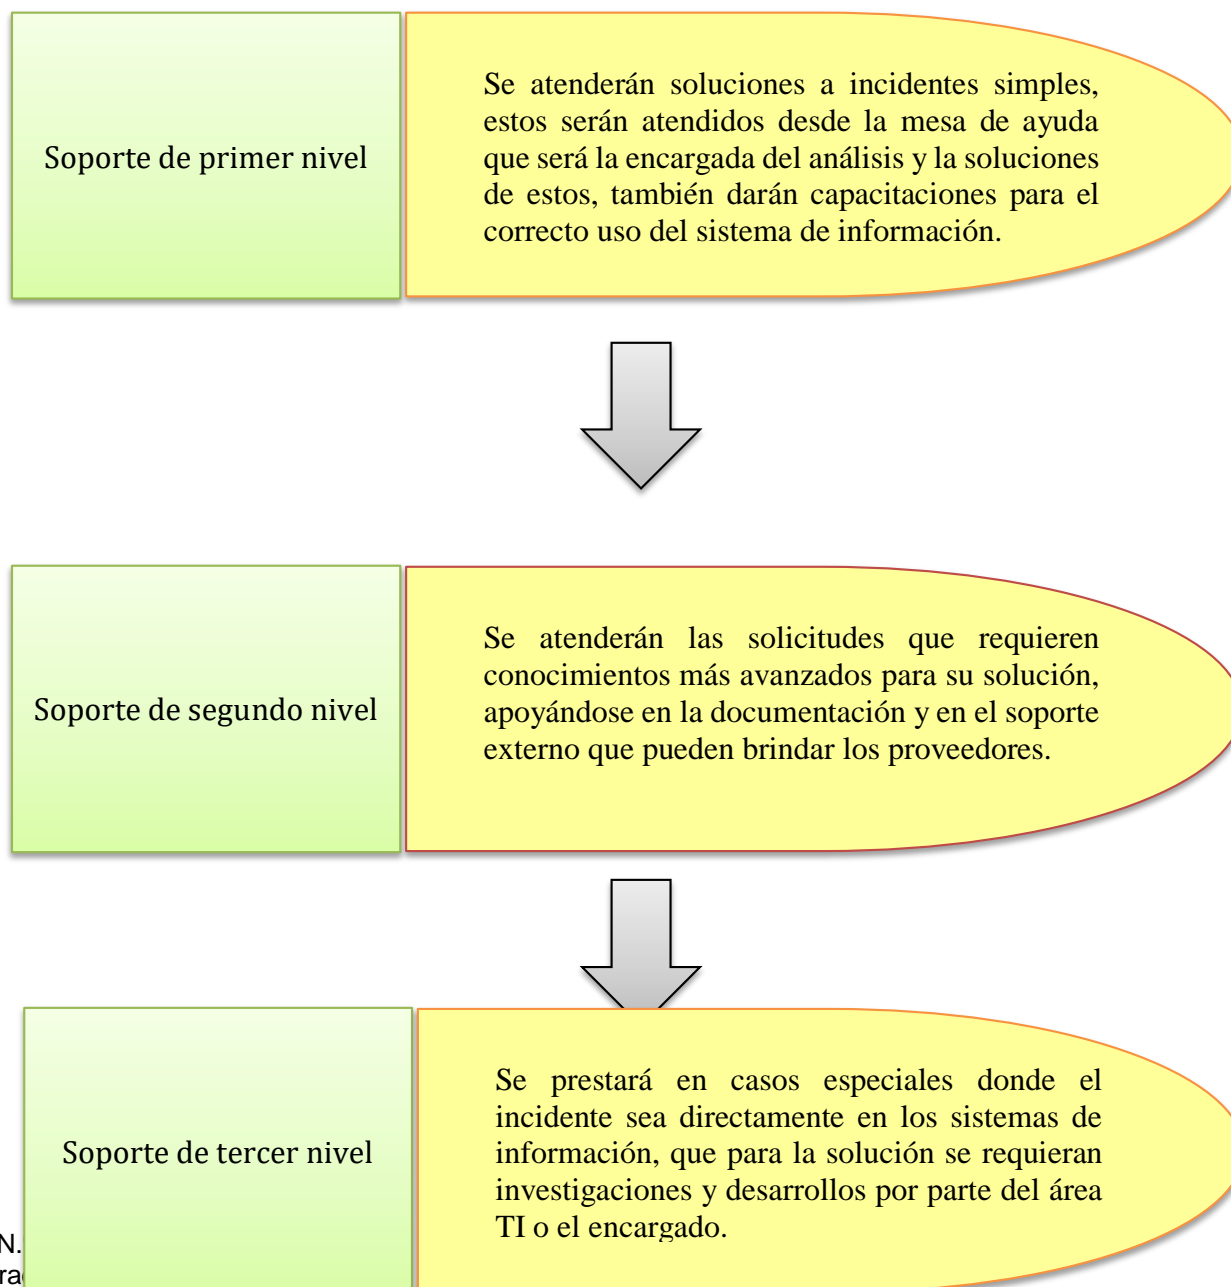 Soporte de primer nivel
Se atenderán soluciones a incidentes simples,
estos serán atendidos desde la mesa de ayuda
que será la encargada del análisis y la soluciones
de estos, también darán capacitaciones para el
correcto uso del sistema de información.
Soporte de segundo nivel
Se atenderán las solicitudes que requieren
conocimientos más avanzados para su solución,
apoyándose en la documentación y en el soporte
externo que pueden brindar los proveedores.
Soporte de tercer nivel
Se prestará en casos especiales donde el
incidente sea directamente en los sistemas de
información, que para la solución se requieran
investigaciones y desarrollos por parte del área
TI o el encargado.
N.